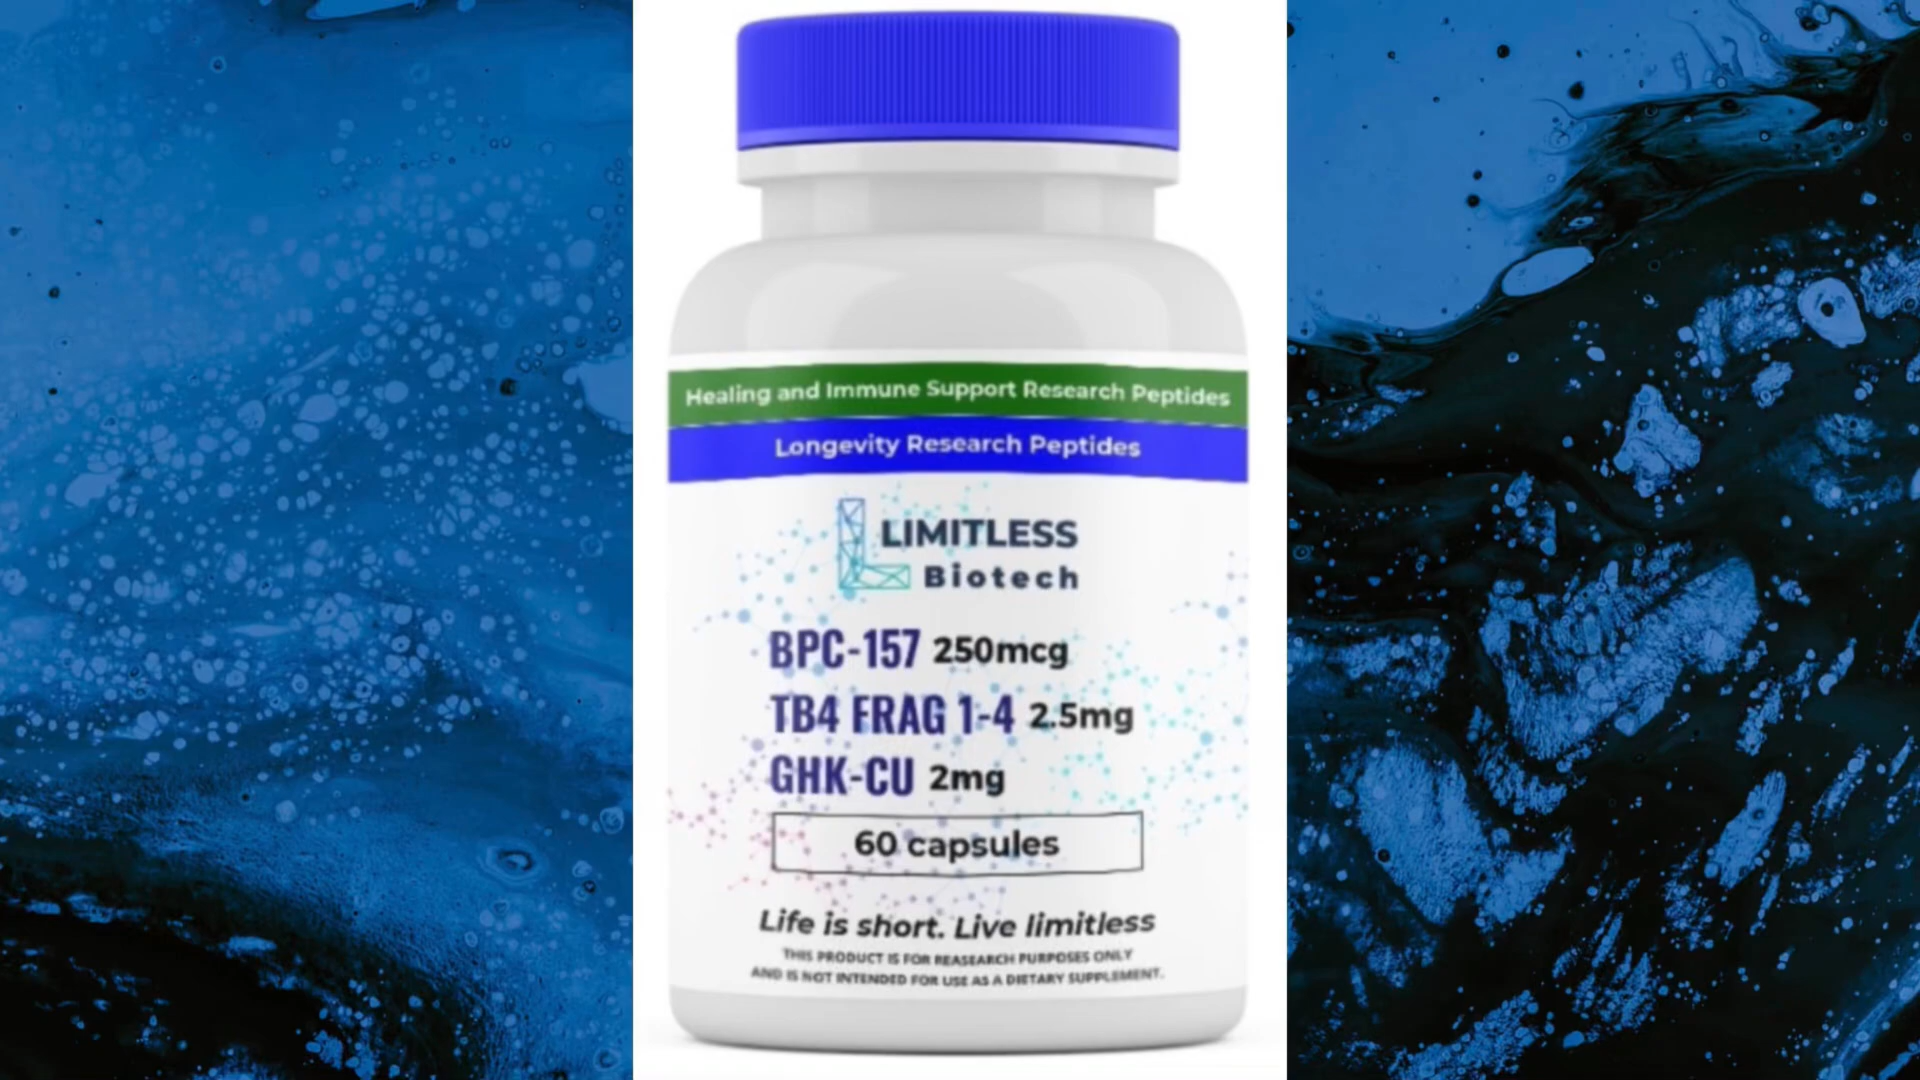 Healing and Immune Support Research Peptides
Longevity Research Peptides
LIMITLESS
Biotech
BPC-157 250mcg
TB4 FRAG 1-4 2.5mg
GHK-CU 2mg
60 capsules
Life is short. Live limitless
THIS PRODUCT IS FOR REASEARCH PURPOSES ONLY
AND IS NOT INTENDED FOR USE AS A DIETARY SUPPLEMENT.